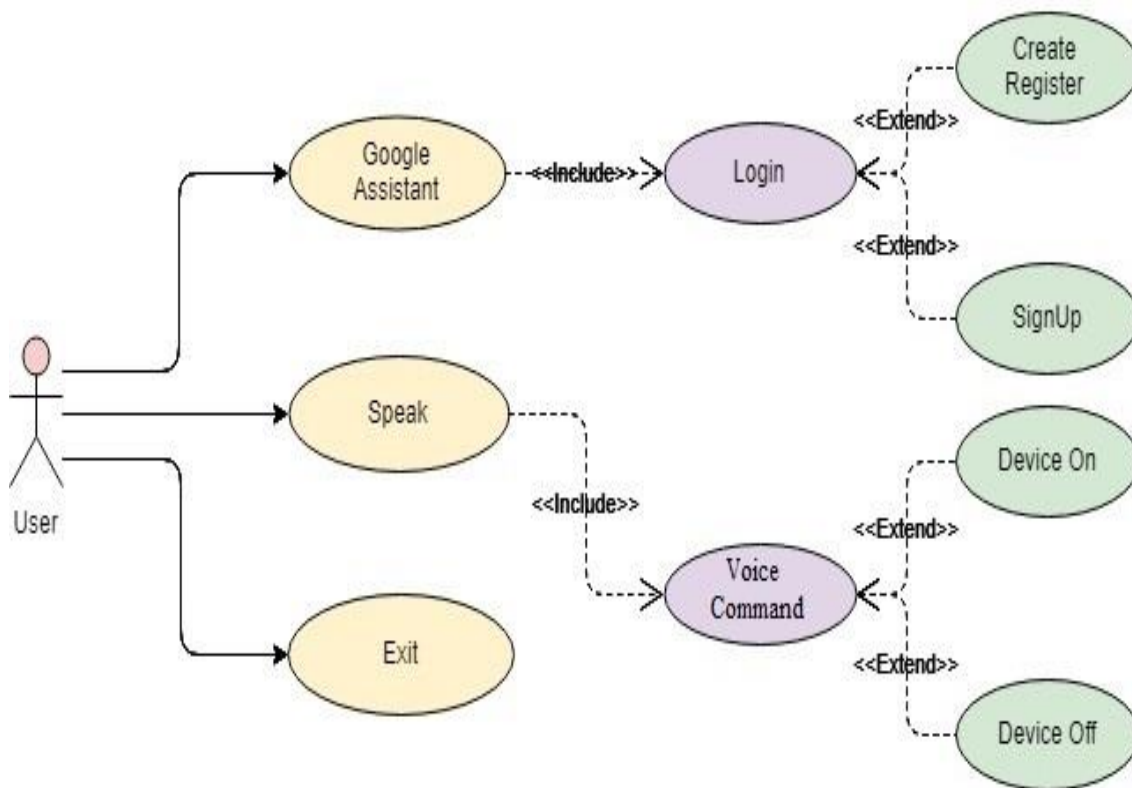 Create
Register
<<Extend>>
Google
Assistant
<<Include>>
Login
<<Extend>>
SignUp
Speak
Device On
User
<<Include>>
<<Extend>>
Voice
Command
Exit
<<Extend>>
Device Off